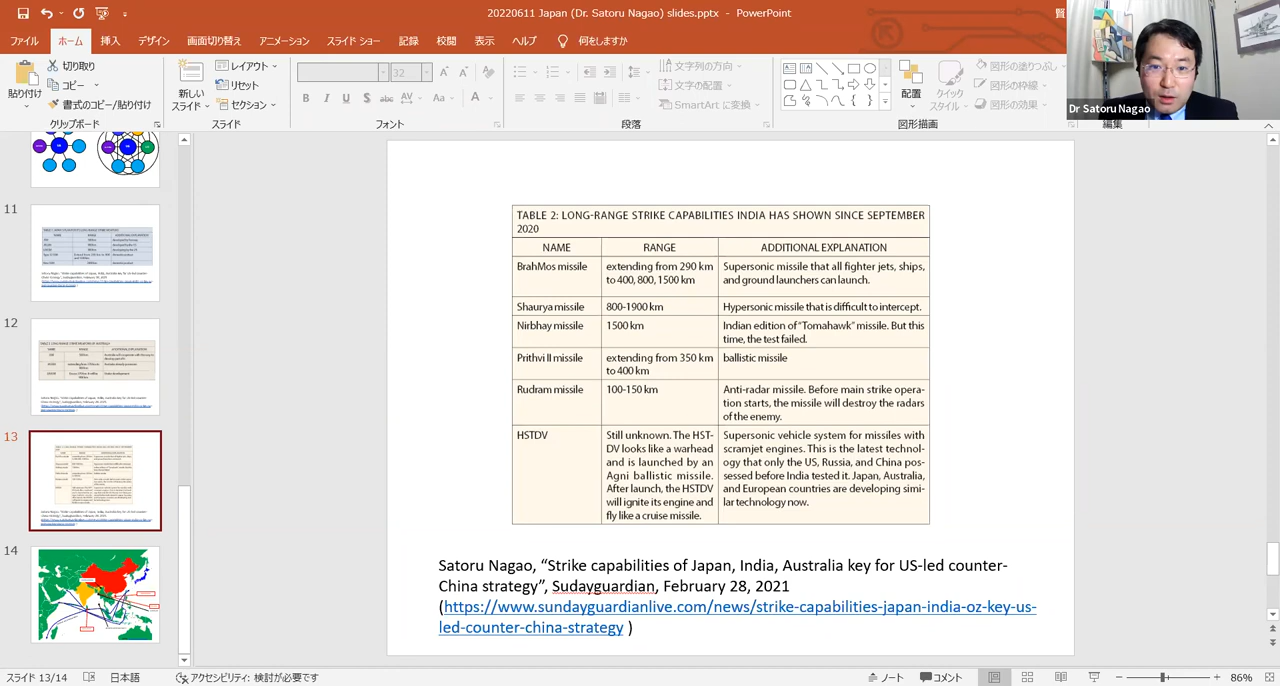 20220611 Japan (Dr. Satoru Nagao) slides.pptx - PowerPoint
賢
ファイル ホーム 挿入 デザイン 画面切り替え アニメーション スライド ショー 記録 校閲 表示 ヘルプ 何をしますか
貼り付け
切り取り
コピー
書式のコピー/貼り付け
クリップボード
新しい
スライド
レイアウト
リセット
セクション
スライド
32
B I U S abc AV Aa A
フォント
文字列の方向
文字の配置
SmartArt に変換
段落
配置
クイック
スタイル
図形の塗りつぶし
図形の枠線
図形の効果
図形描画
編集
Dr Satoru Nagao
11
12
13
14
TABLE 2: LONG-RANGE STRIKE CAPABILITIES INDIA HAS SHOWN SINCE SEPTEMBER
2020
NAME RANGE ADDITIONAL EXPLANATION
BrahMos missile extending from 290 km Supersonic missile that all fighter jets, ships,
to 400, 800, 1500 km and ground launchers can launch.
Shaurya missile 800-1900 km Hypersonic missile that is difficult to intercept.
Nirbhay missile 1500 km Indian edition of "Tomahawk" missile. But this
time, the test failed.
Prithvi II missile extending from 350 km ballistic missile
to 400 km
Rudram missile 100-150 km Anti-radar missile. Before main strike opera-
tion starts, the missile will destroy the radars
of the enemy.
HSTDV Still unknown. The HST- Supersonic vehicle system for missiles with
DV looks like a warhead scramjet engine. This is the latest technol-
and is launched by an ogy that only the US, Russia, and China pos-
Agni ballistic missile. sessed before India tested it. Japan, Australia,
After launch, the HSTDV and European countries are developing simi-
will ignite its engine and lar technology now.
fly like a cruise missile.
Satoru Nagao, “Strike capabilities of Japan, India, Australia key for US-led counter-
China strategy”, Sudayguardian, February 28, 2021
(https://www.sundayguardianlive.com/news/strike-capabilities-japan-india-oz-key-us-
led-counter-china-strategy )
スライド 13/14 日本語 アクセシビリティ: 検討が必要です ノート コメント 86%